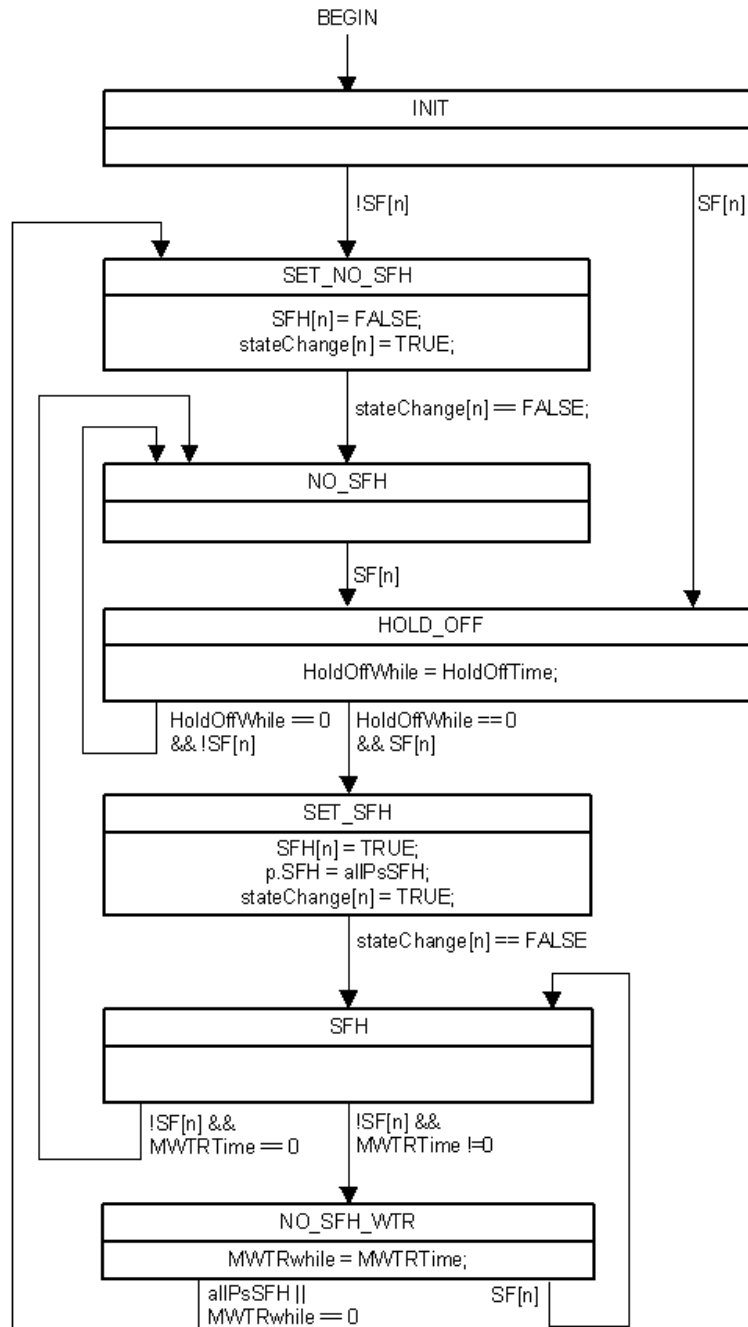 BEGIN
INIT
!SF[n]
SF[n]
SET_NO_SFH
SFH[n] = FALSE;
stateChange[n] = TRUE;
stateChange[n] == FALSE;
NO_SFH
SF[n]
HOLD_OFF
HoldOffWhile = HoldOffTime;
HoldOffWhile == 0
&& !SF[n]
HoldOffWhile == 0
&& SF[n]
SET_SFH
SFH[n] = TRUE;
p.SFH = allPsSFH;
stateChange[n] = TRUE;
stateChange[n] == FALSE
SFH
!SF[n] &&
MWTRTime == 0
!SF[n] &&
MWTRTime !=0
NO_SFH_WTR
MWTRwhile = MWTRTime;
allPsSFH ||
MWTRwhile == 0
SF[n]